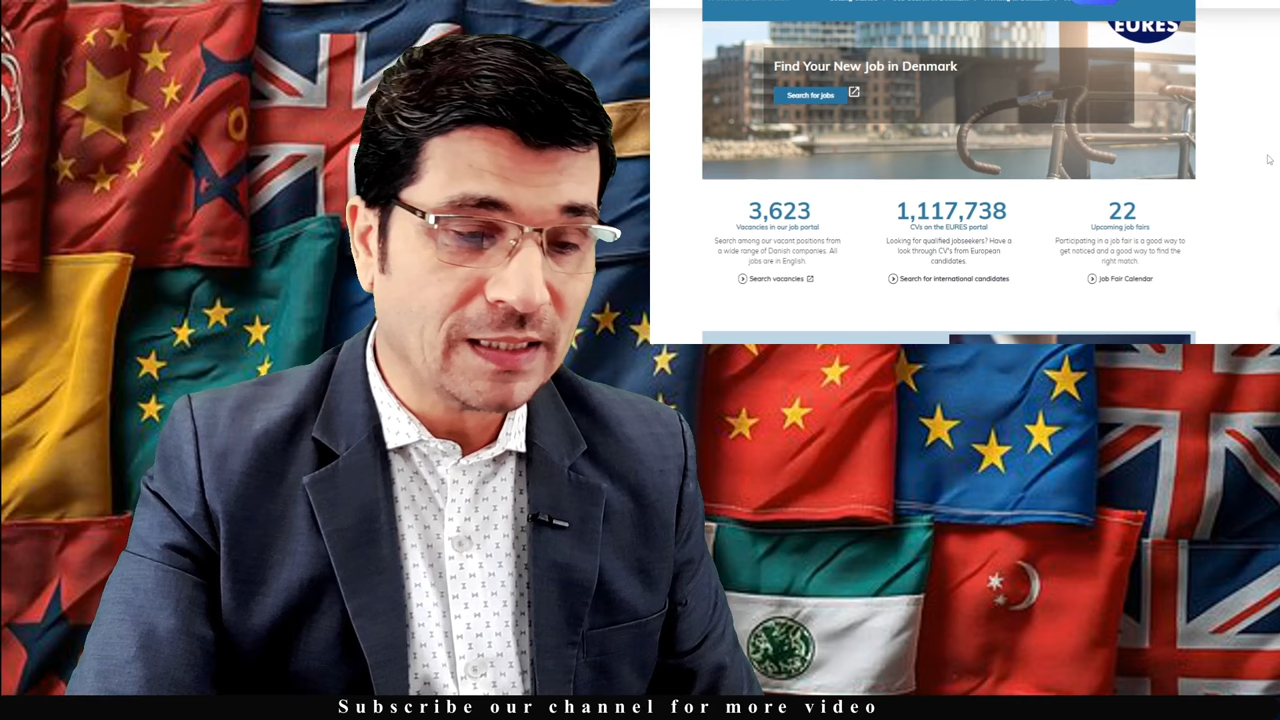 EURES
Find Your New Job in Denmark
Search for jobs
3,623
Vacancies in our job portal
Search among our vacant positions from
a wide range of Danish companies. All
jobs are in English.
Search vacancies
1,117,738
CVs on the EURES portal
Looking for qualified jobseekers? Have a
look through CV's from European
candidates.
Search for international candidates
22
Upcoming job fairs
Participating in a job fair is a good way to
get noticed and a good way to find the
right match.
Job Fair Calendar
Subscribe our channel for more video